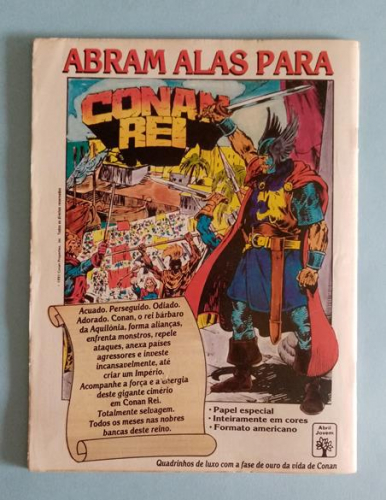 ABRAM ALAS PARA
CONAN
REI
Acuado. Perseguido. Odiado.
Adorado. Conan, o rei bárbaro
da Aquilônia, forma alianças,
enfrenta monstros, repele
ataques, anexa países
agressores e investe
incansavelmente, até
criar um Império.
Acompanhe a força e a energia
deste gigante cimério
em Conan Rei.
Totalmente selvagem.
Todos os meses nas nobres
bancas deste reino.
• Papel especial
• Inteiramente em cores
• Formato americano
Abril
Jovem
Quadrinhos de luxo com a fase de ouro da vida de Conan